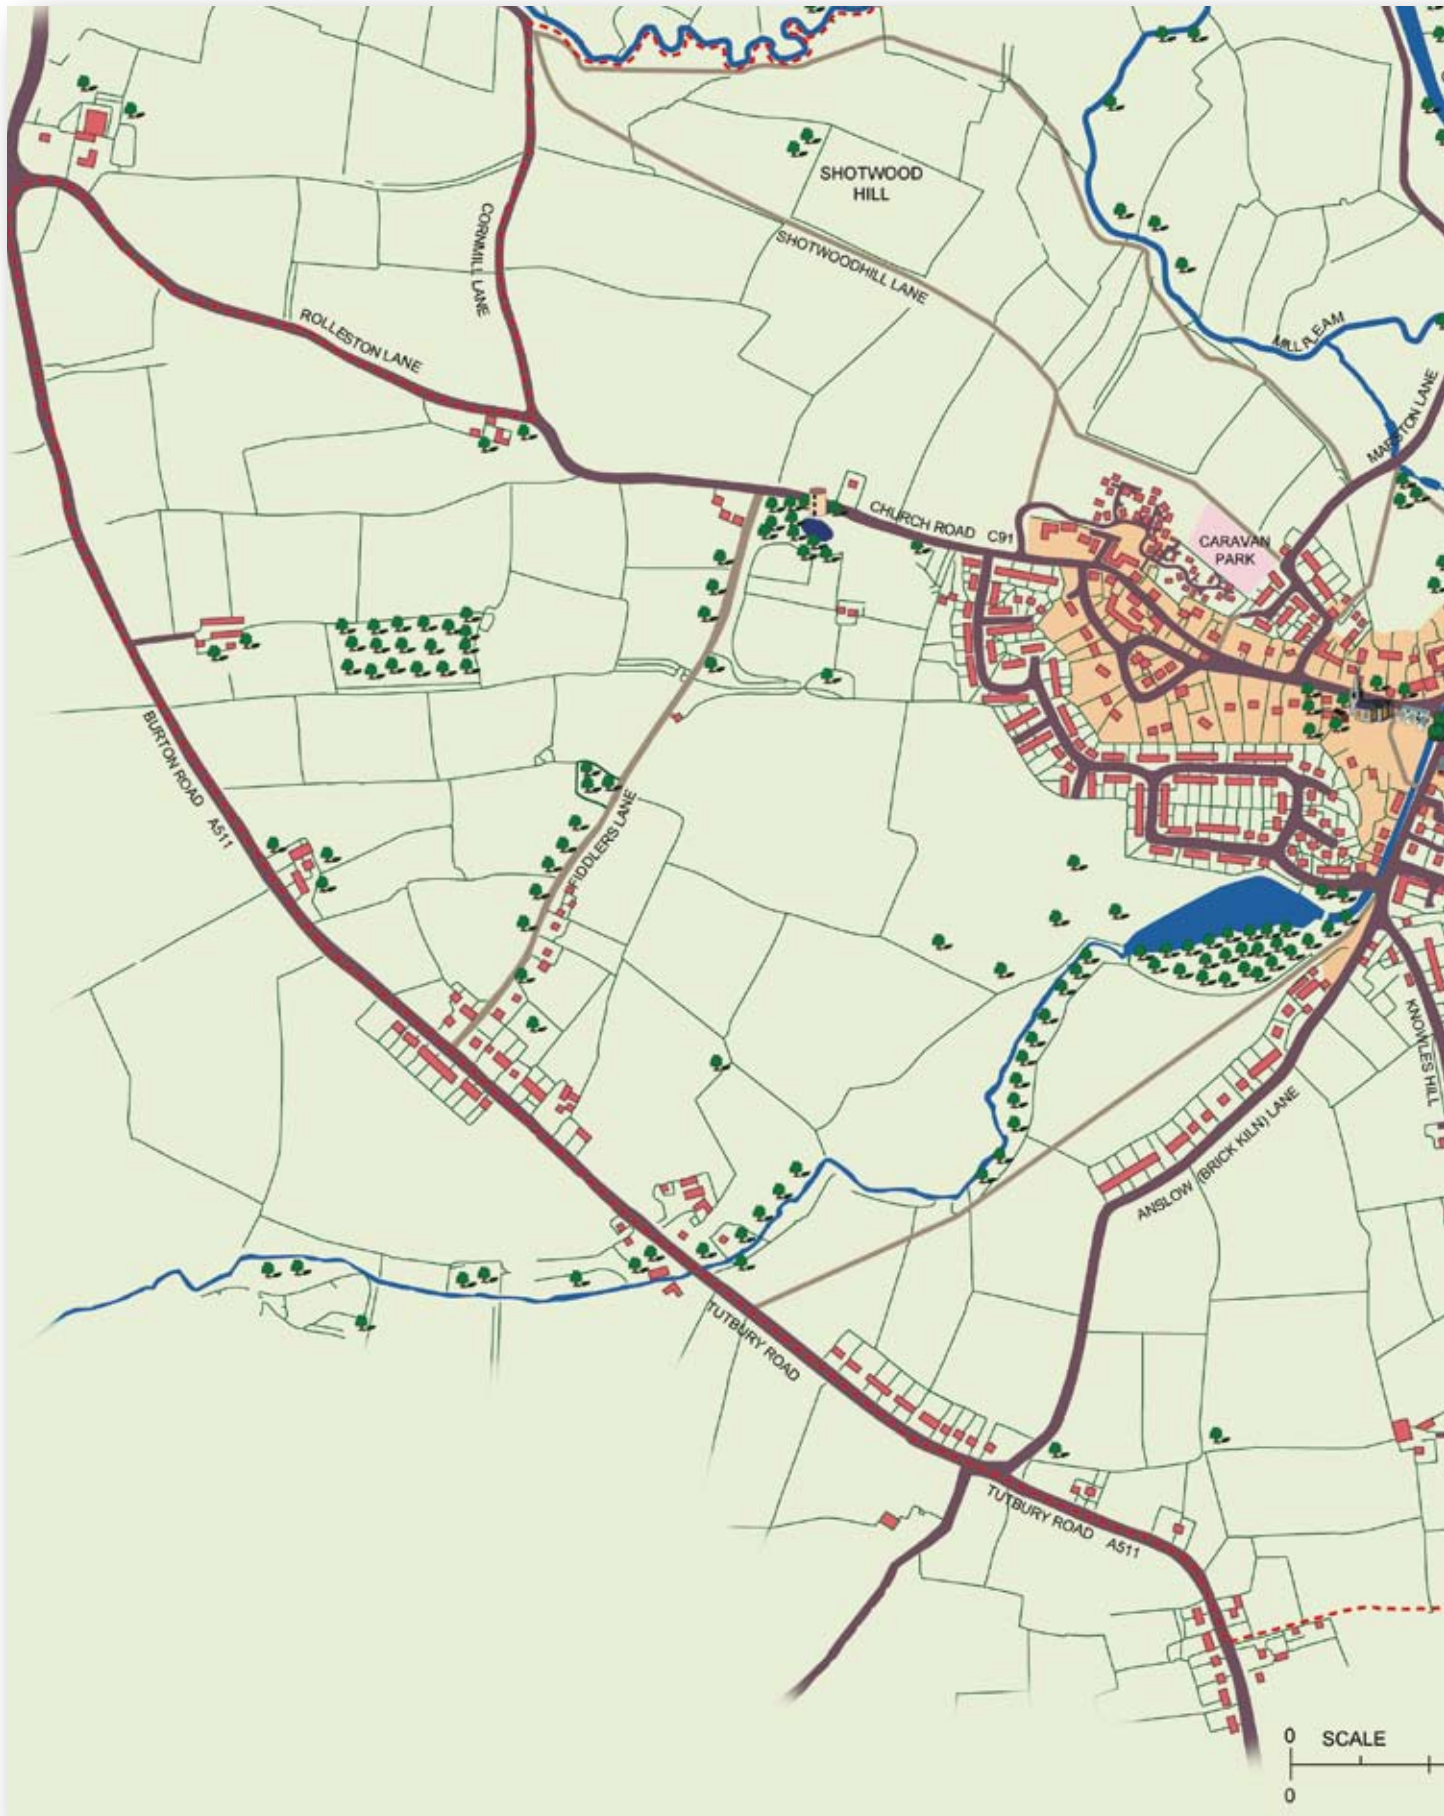 SHOTWOOD
HILL
CORNMILL LANE
SHOTWOODHILL LANE
ROLLESTON LANE
MILL FLEAM
MARSTON LANE
CHURCH ROAD C91
CARAVAN
PARK
BURTON ROAD A511
FIDDLERS LANE
KNOWLES HILL
ANSLOW (BRICK KILN) LANE
TUTBURY ROAD
TUTBURY ROAD A511
0 SCALE
0